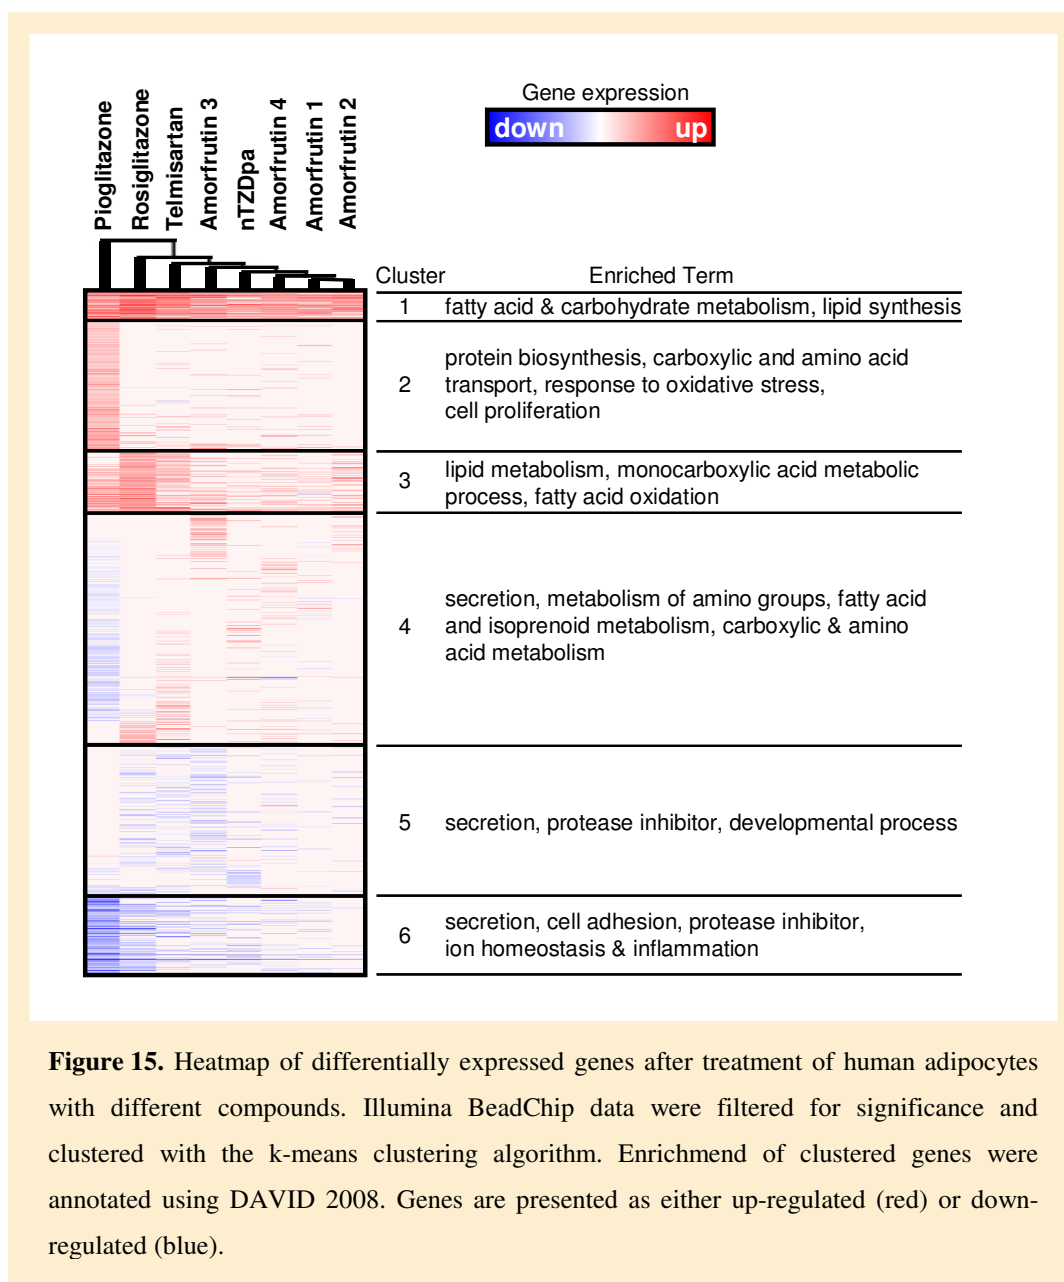 Gene expression
down up
Pioglitazone
Rosiglitazone
Telmisartan
Amorfrutin 3
nTZDpa
Amorfrutin 4
Amorfrutin 1
Amorfrutin 2
Cluster Enriched Term
1 fatty acid & carbohydrate metabolism, lipid synthesis
2 protein biosynthesis, carboxylic and amino acid
transport, response to oxidative stress,
cell proliferation
3 lipid metabolism, monocarboxylic acid metabolic
process, fatty acid oxidation
4 secretion, metabolism of amino groups, fatty acid
and isoprenoid metabolism, carboxylic & amino
acid metabolism
5 secretion, protease inhibitor, developmental process
6 secretion, cell adhesion, protease inhibitor,
ion homeostasis & inflammation
Figure 15. Heatmap of differentially expressed genes after treatment of human adipocytes
with different compounds. Illumina BeadChip data were filtered for significance and
clustered with the k-means clustering algorithm. Enrichmend of clustered genes were
annotated using DAVID 2008. Genes are presented as either up-regulated (red) or down-
regulated (blue).